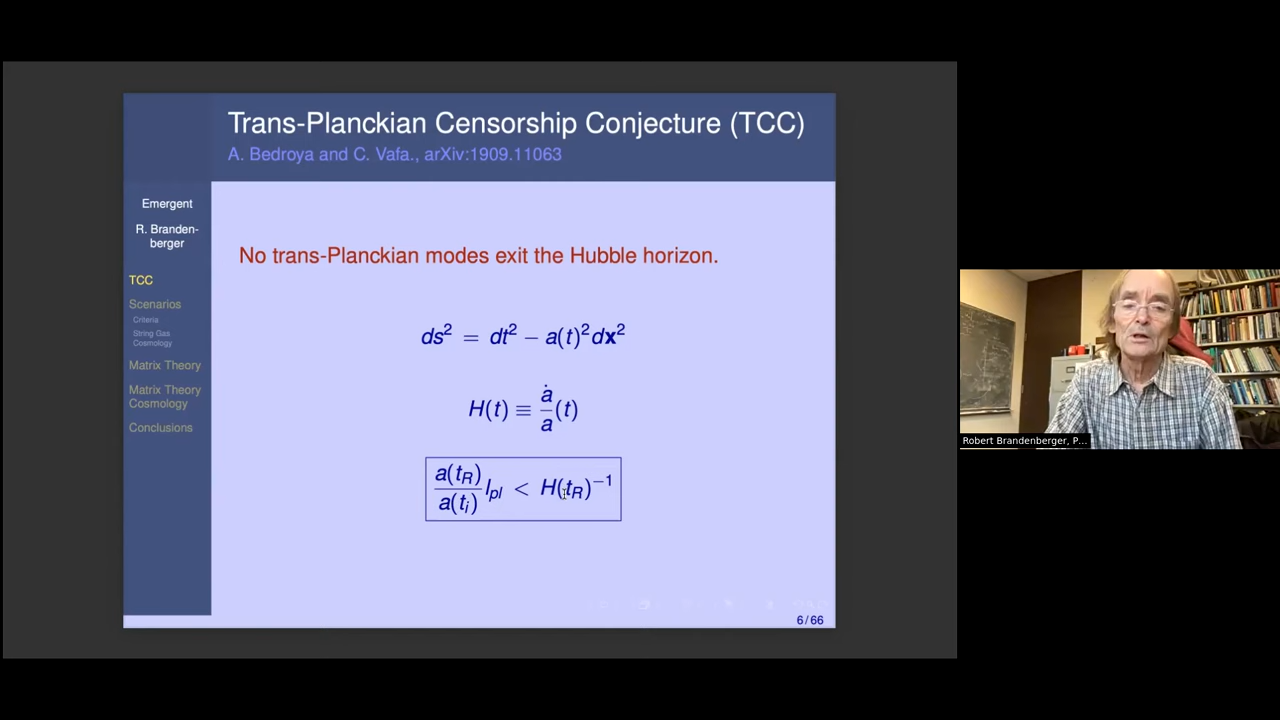 Trans-Planckian Censorship Conjecture (TCC)
A. Bedroya and C. Vafa., arXiv:1909.11063
Emergent
R. Branden-
berger
TCC
Scenarios
Criteria
String Gas
Cosmology
Matrix Theory
Matrix Theory
Cosmology
Conclusions
No trans-Planckian modes exit the Hubble horizon.
ds² = dt² − a(t)²dx²
H(t) ≡ ȧ/a (t)
a(t_R)/a(t_i) l_pl < H(t_R)⁻¹
6 / 66
Robert Brandenberger, P...